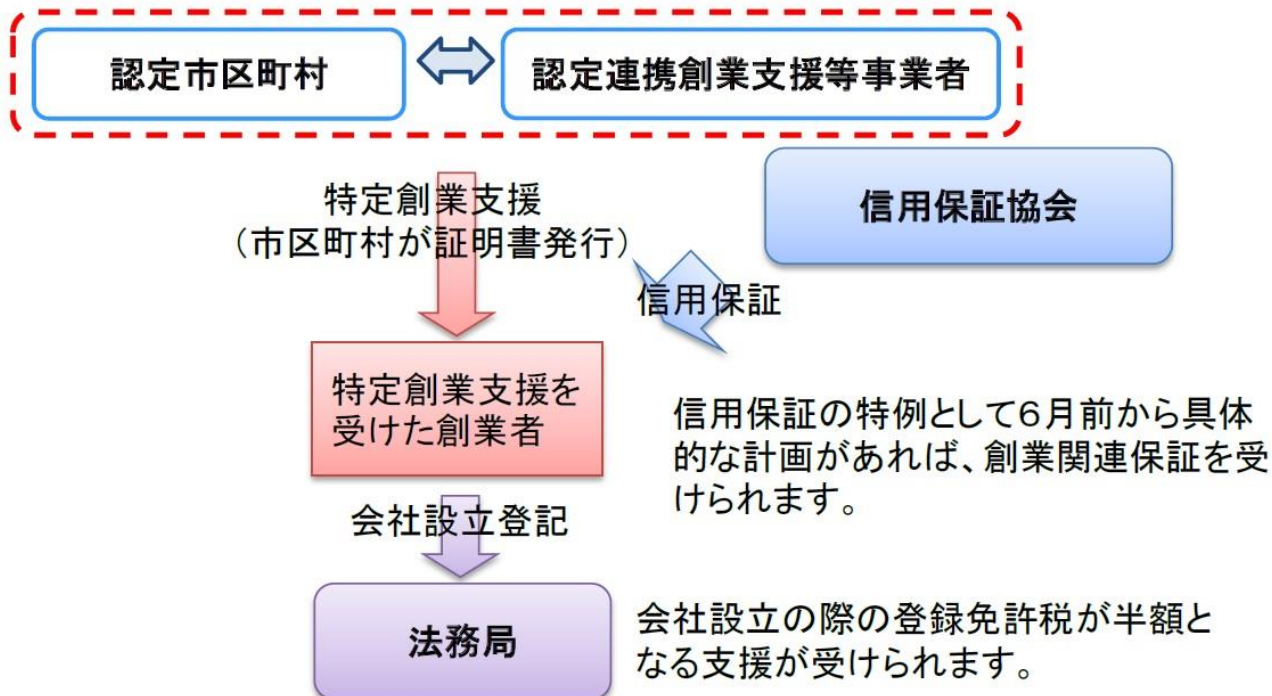 認定市区町村
認定連携創業支援等事業者
特定創業支援
（市区町村が証明書発行）
信用保証協会
信用保証
特定創業支援を
受けた創業者
信用保証の特例として６月前から具体
的な計画があれば、創業関連保証を受
けられます。
会社設立登記
法務局
会社設立の際の登録免許税が半額と
なる支援が受けられます。